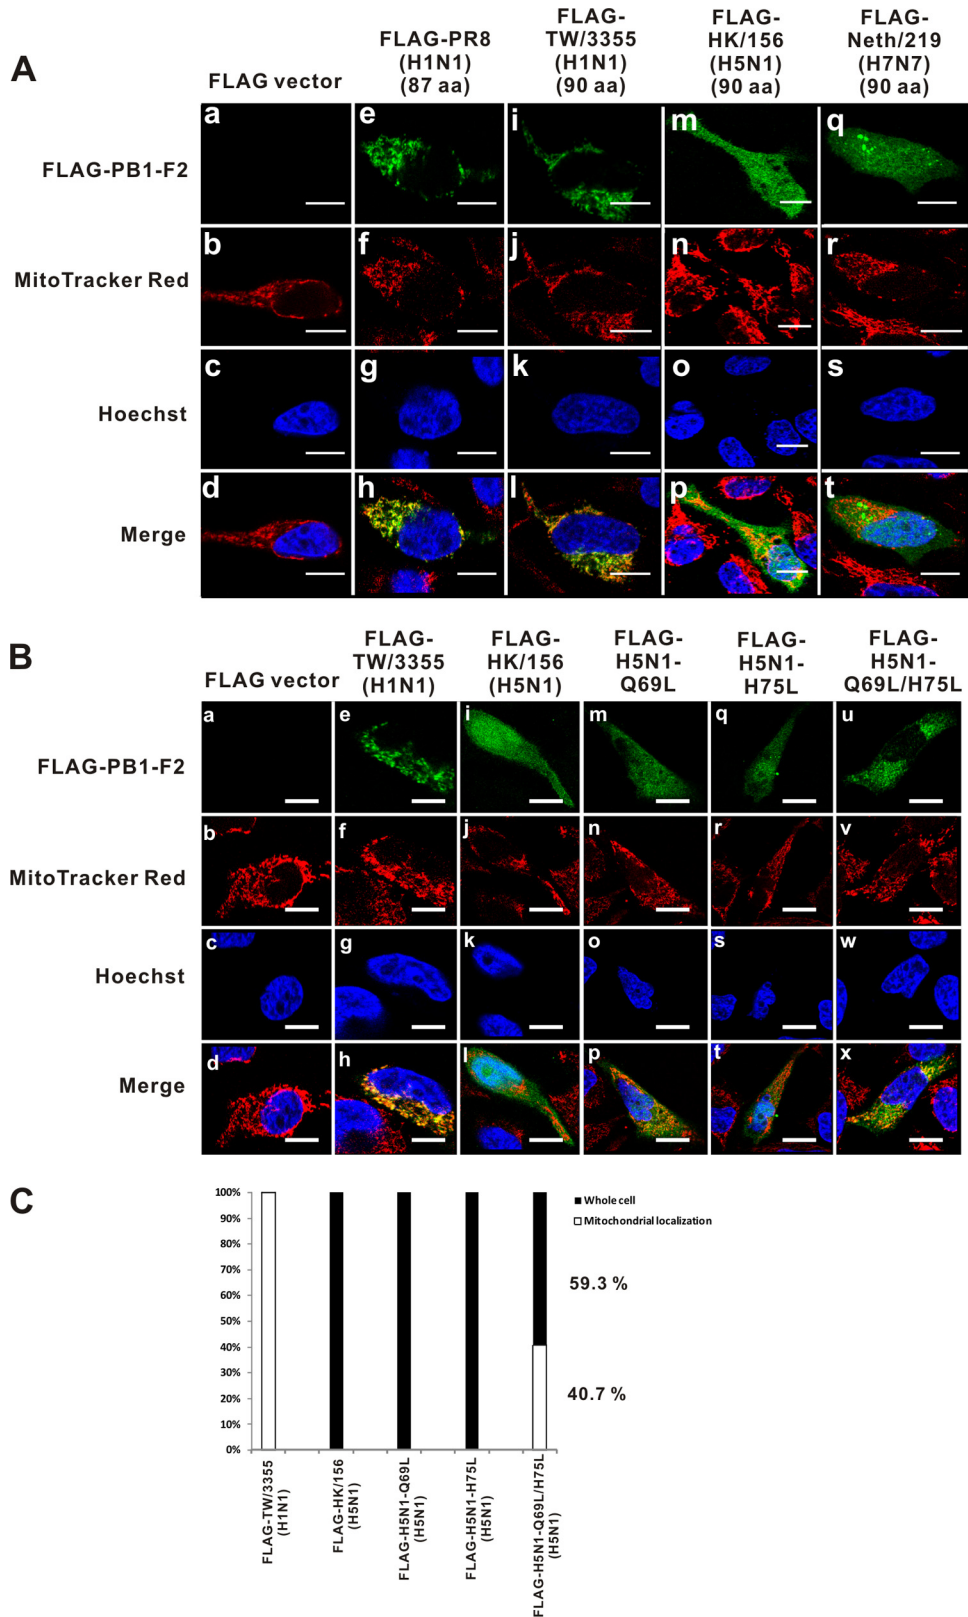 A
FLAG vector
FLAG-PR8
(H1N1)
(87 aa)
FLAG-
TW/3355
(H1N1)
(90 aa)
FLAG-
HK/156
(H5N1)
(90 aa)
FLAG-
Neth/219
(H7N7)
(90 aa)
FLAG-PB1-F2
a
e
i
m
q
MitoTracker Red
b
f
j
n
r
Hoechst
c
g
k
o
s
Merge
d
h
l
p
t
B
FLAG vector
FLAG-
TW/3355
(H1N1)
FLAG-
HK/156
(H5N1)
FLAG-
H5N1-
Q69L
FLAG-
H5N1-
H75L
FLAG-
H5N1-
Q69L/H75L
FLAG-PB1-F2
a
e
i
m
q
u
MitoTracker Red
b
f
j
n
r
v
Hoechst
c
g
k
o
s
w
Merge
d
h
l
p
t
x
C
100%
90%
80%
70%
60%
50%
40%
30%
20%
10%
0%
Whole cell
Mitochondrial localization
59.3 %
40.7 %
FLAG-TW/3355
(H1N1)
FLAG-HK/156
(H5N1)
FLAG-H5N1-Q69L
(H5N1)
FLAG-H5N1-H75L
(H5N1)
FLAG-H5N1-Q69L/H75L
(H5N1)